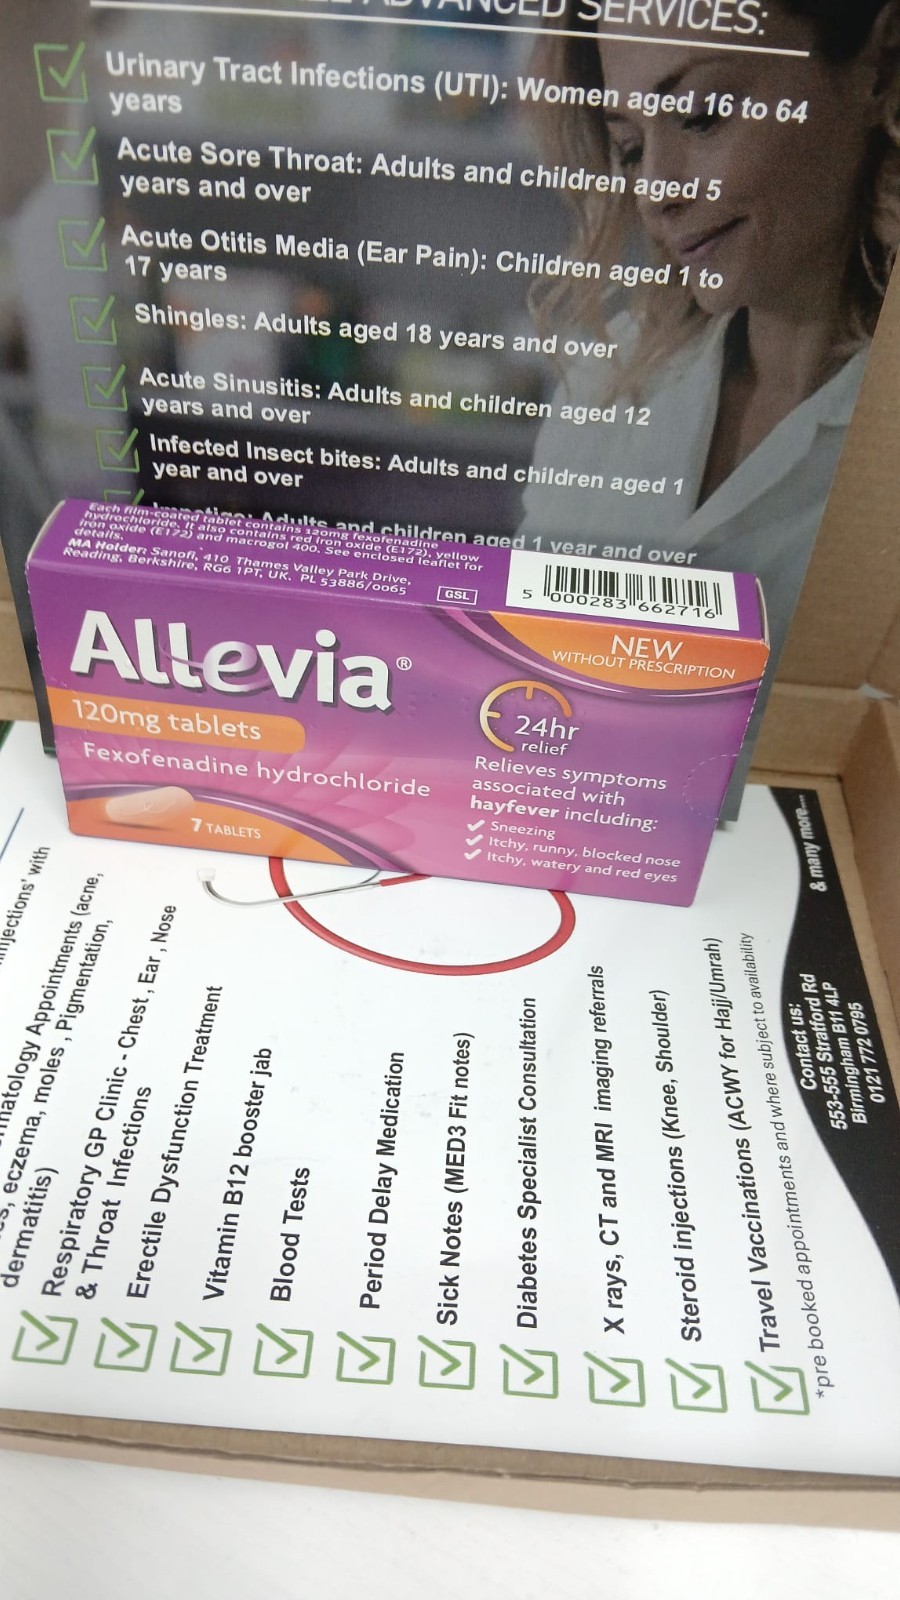 ADVANCED SERVICES:
Urinary Tract Infections (UTI): Women aged 16 to 64
years
Acute Sore Throat: Adults and children aged 5
years and over
Acute Otitis Media (Ear Pain): Children aged 1 to
17 years
Shingles: Adults aged 18 years and over
Acute Sinusitis: Adults and children aged 12
years and over
Infected Insect bites: Adults and children aged 1
year and over
Impetigo: Adults and children aged 1 year and over
Each film-coated tablet contains 120mg fexofenadine
hydrochloride. It also contains red iron oxide (E172), yellow
iron oxide (E172) and macrogol 400. See enclosed leaflet for
details.
MA Holder: Sanofi, 410 Thames Valley Park Drive,
Reading, Berkshire, RG6 1PT, UK. PL 53886/0065
GSL
5 000283 662716
Allevia®
120mg tablets
Fexofenadine hydrochloride
7 TABLETS
NEW
WITHOUT PRESCRIPTION
24hr
relief
Relieves symptoms
associated with
hayfever including:
Sneezing
Itchy, runny, blocked nose
Itchy, watery and red eyes
with
Appointments (acne,
eczema, moles , Pigmentation,
dermatitis)
Respiratory GP Clinic - Chest , Ear , Nose
& Throat Infections
Erectile Dysfunction Treatment
Vitamin B12 booster jab
Blood Tests
Period Delay Medication
Sick Notes (MED3 Fit notes)
Diabetes Specialist Consultation
X rays, CT and MRI imaging referrals
Steroid injections (Knee, Shoulder)
Travel Vaccinations (ACWY for Hajj/Umrah)
*pre booked appointments and where subject to availability
& many more....
Contact us:
553-555 Stratford Rd
Birmingham B11 4LP
0121 772 0795